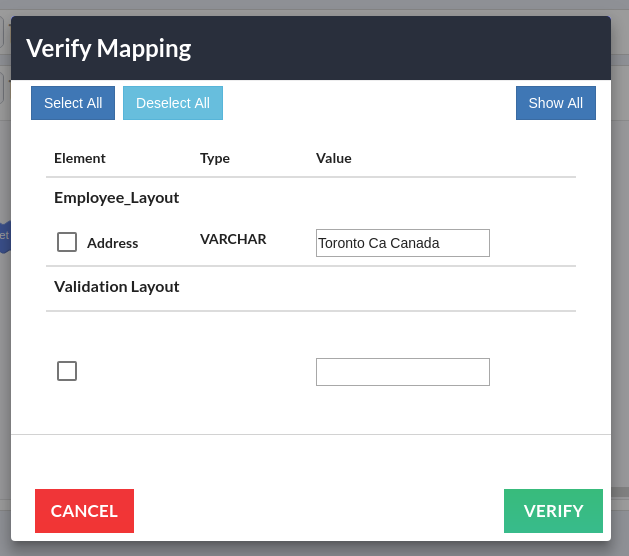 Verify Mapping
Select All Deselect All Show All
Element Type Value
Employee_Layout
Address VARCHAR Toronto Ca Canada
Validation Layout
et
CANCEL VERIFY